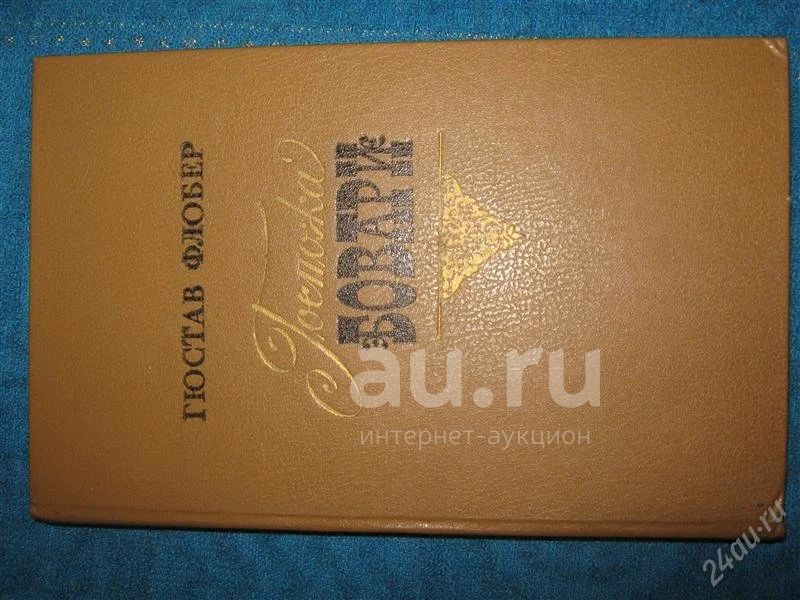 ГЮСТАВ ФЛОБЕР
Госпожа
БОВАРИ
au.ru
интернет-аукцион
24au.ru